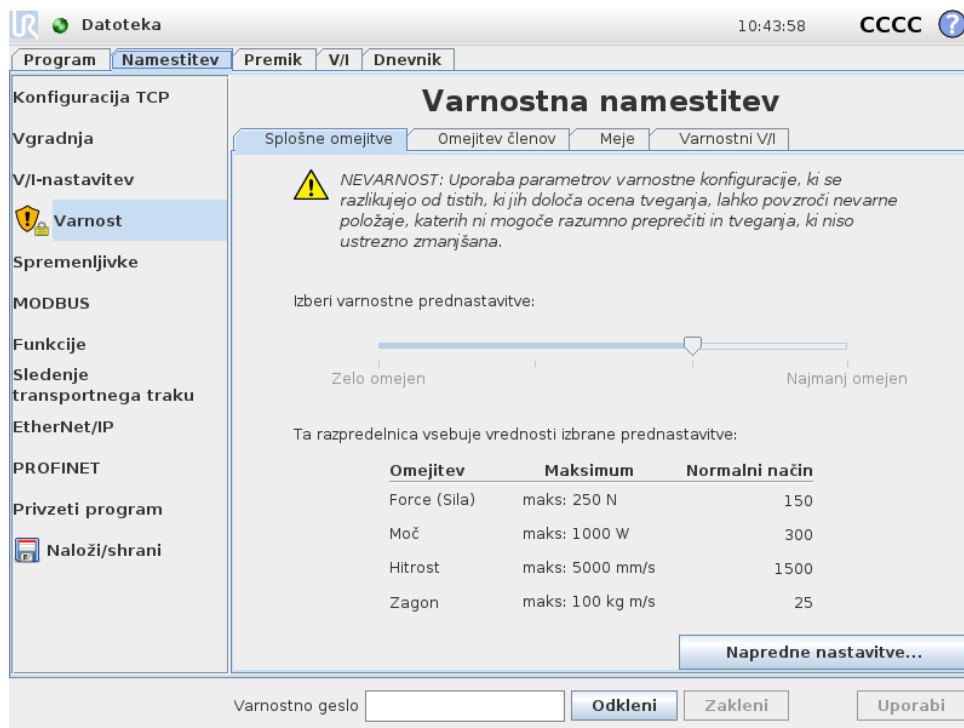 UR Datoteka 10:43:58 CCCC ?
Program Namestitev Premik V/I Dnevnik
Konfiguracija TCP
Vgradnja
V/I-nastavitev
Varnost
Spremenljivke
MODBUS
Funkcije
Sledenje
transportnega traku
EtherNet/IP
PROFINET
Privzeti program
Naloži/shrani
Varnostna namestitev
Splošne omejitve Omejitev členov Meje Varnostni V/I
NEVARNOST: Uporaba parametrov varnostne konfiguracije, ki se
razlikujejo od tistih, ki jih določa ocena tveganja, lahko povzroči nevarne
položaje, katerih ni mogoče razumno preprečiti in tveganja, ki niso
ustrezno zmanjšana.
Izberi varnostne prednastavitve:
Zelo omejen Najmanj omejen
Ta razpredelnica vsebuje vrednosti izbrane prednastavitve:
Omejitev Maksimum Normalni način
Force (Sila) maks: 250 N 150
Moč maks: 1000 W 300
Hitrost maks: 5000 mm/s 1500
Zagon maks: 100 kg m/s 25
Napredne nastavitve...
Varnostno geslo Odkleni Zakleni Uporabi